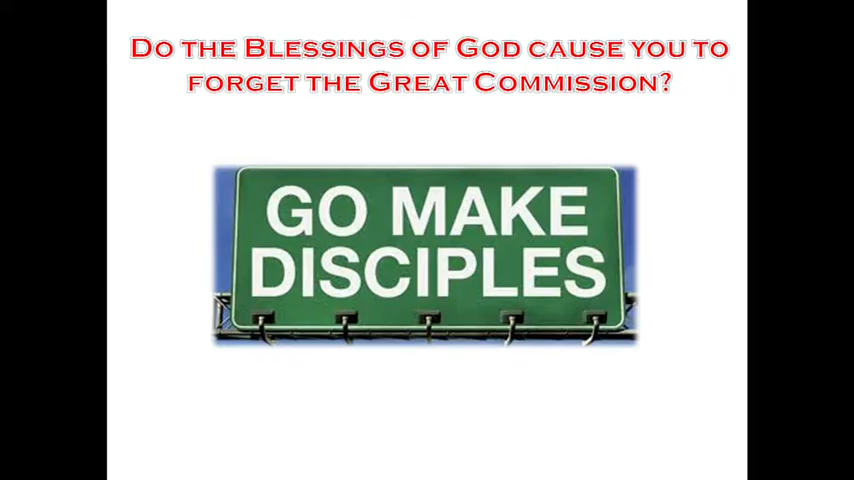 Do the Blessings of God cause you to
forget the Great Commission?
GO MAKE
DISCIPLES